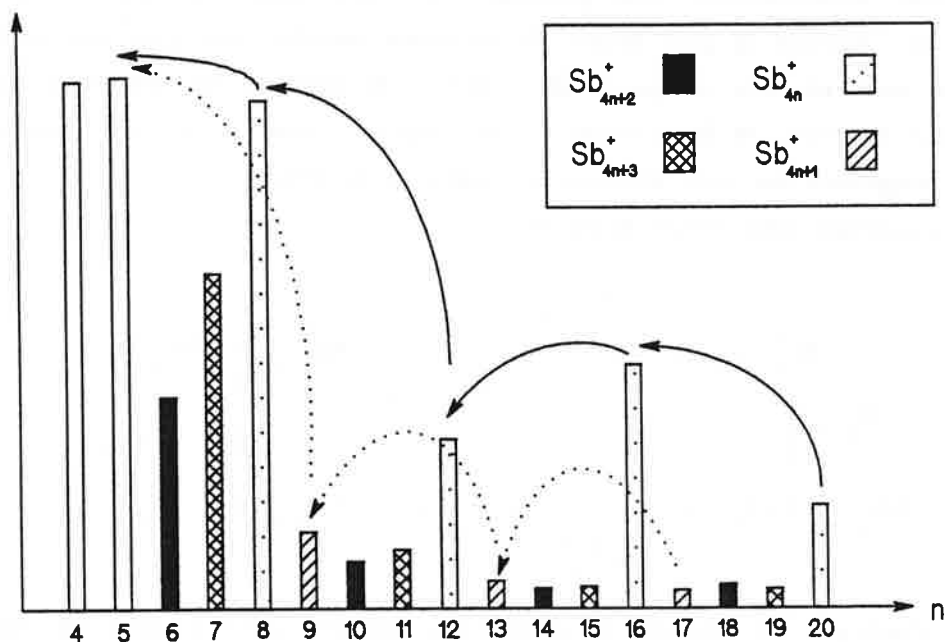 Sb⁺₄ₙ₊₂ Sb⁺₄ₙ
Sb⁺₄ₙ₊₃ Sb⁺₄ₙ₊₁
4 5 6 7 8 9 10 11 12 13 14 15 16 17 18 19 20 n